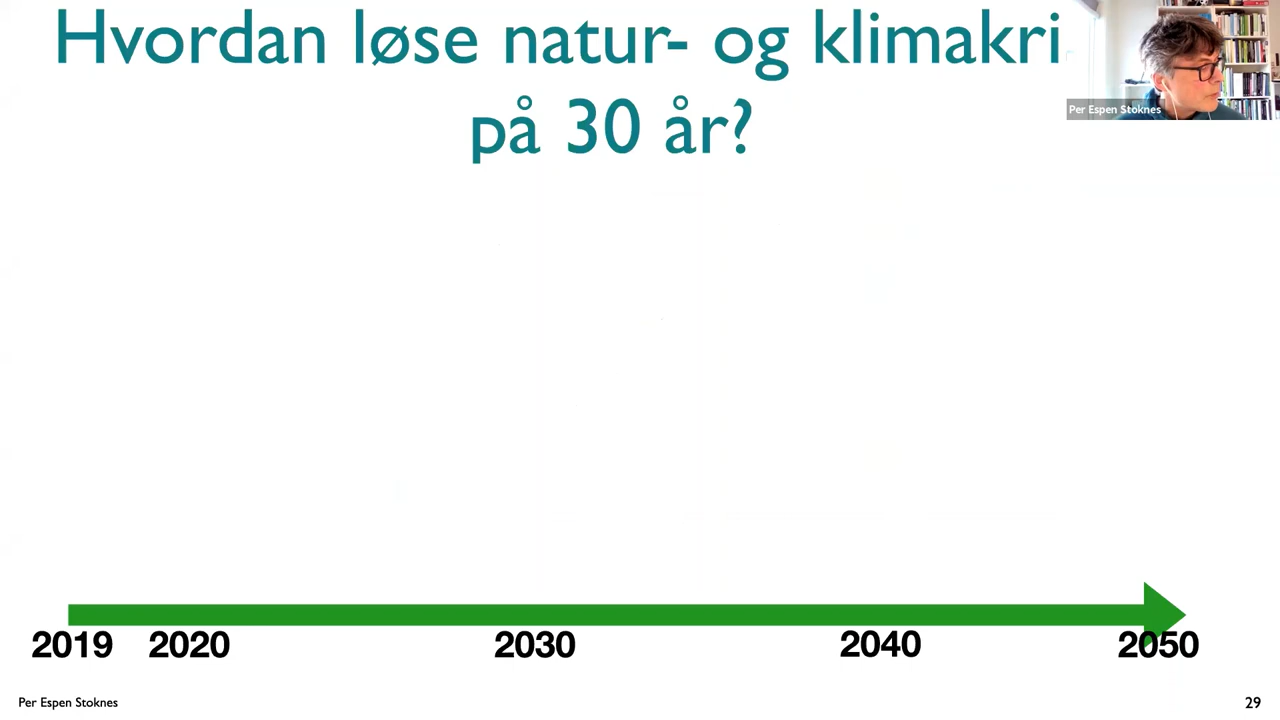 Hvordan løse natur- og klimakri
på 30 år?
Per Espen Stoknes
2019 2020 2030 2040 2050
Per Espen Stoknes 29